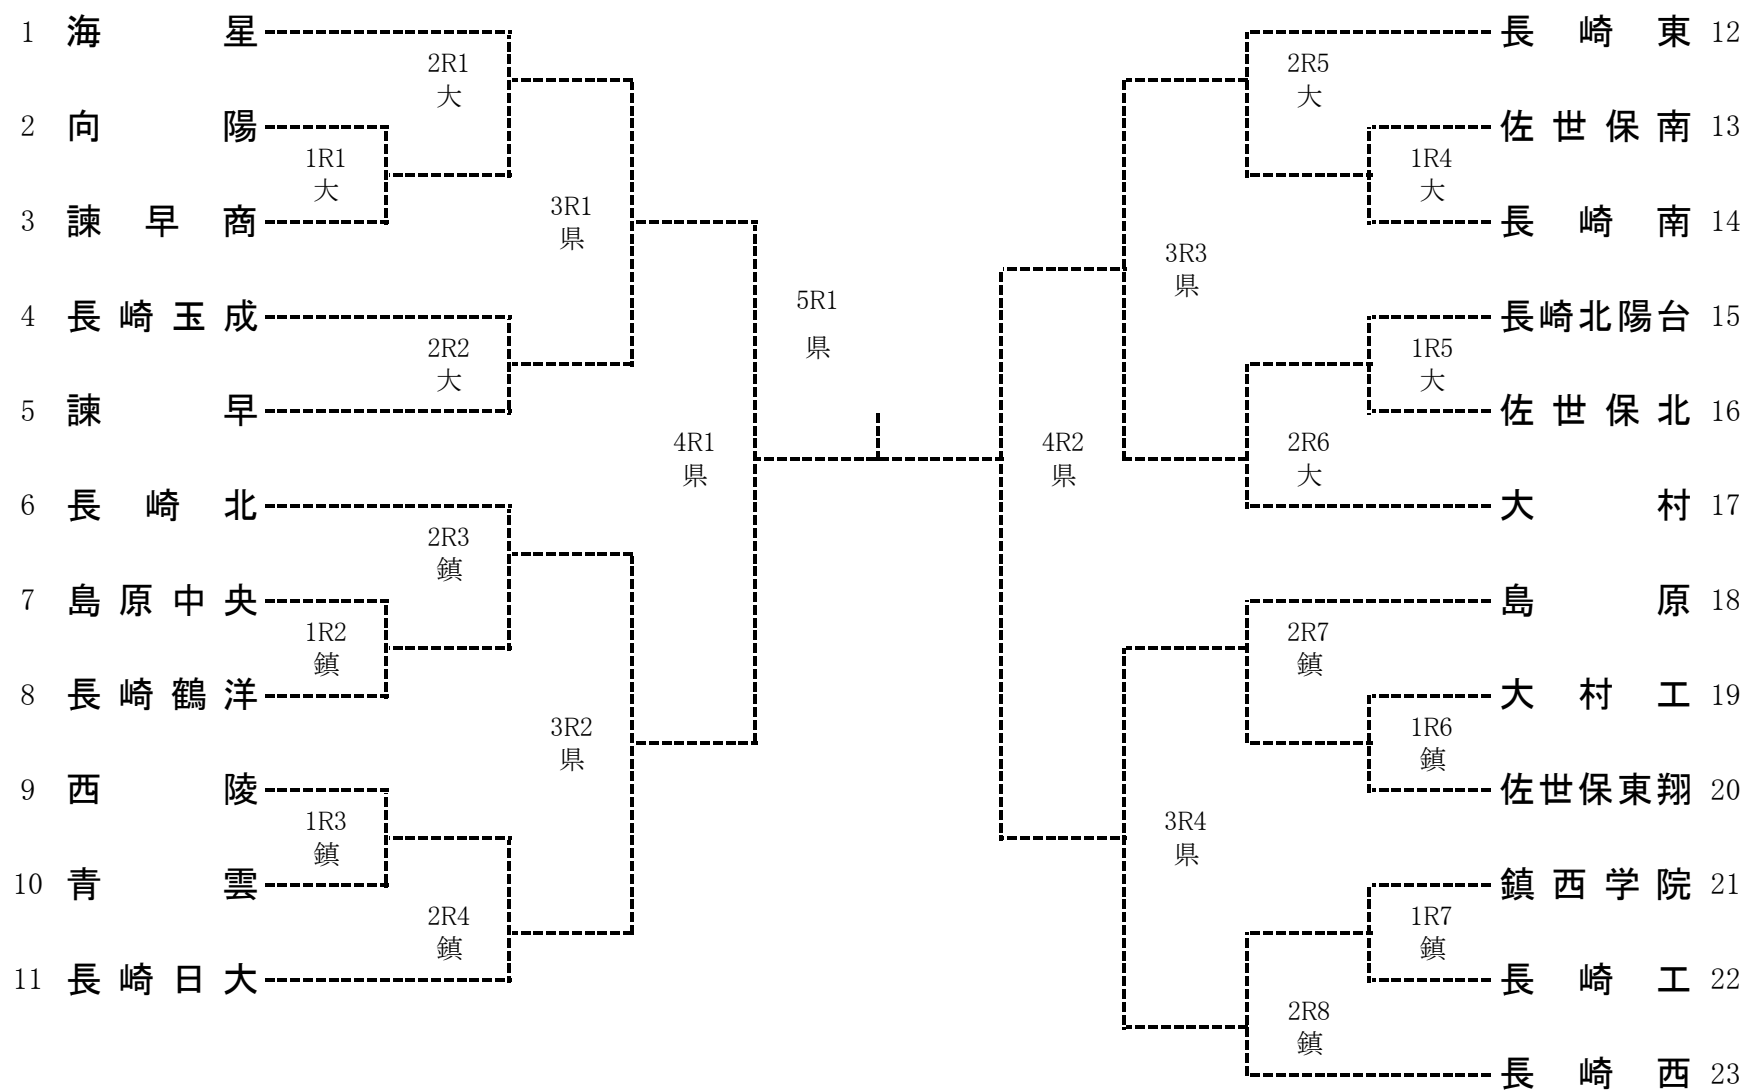 1 海星
2R1
大
2 向陽
1R1
大
3 諫早商
3R1
県
4 長崎玉成
2R2
大
5 諫早
4R1
県
6 長崎北
2R3
鎮
7 島原中央
1R2
鎮
8 長崎鶴洋
3R2
県
9 西陵
1R3
鎮
10 青雲
2R4
鎮
11 長崎日大
5R1
県
長崎東 12
2R5
大
佐世保南 13
1R4
大
長崎南 14
3R3
県
長崎北陽台 15
1R5
大
佐世保北 16
4R2
県
2R6
大
大村 17
島原 18
2R7
鎮
大村工 19
1R6
鎮
佐世保東翔 20
3R4
県
鎮西学院 21
1R7
鎮
長崎工 22
2R8
鎮
長崎西 23